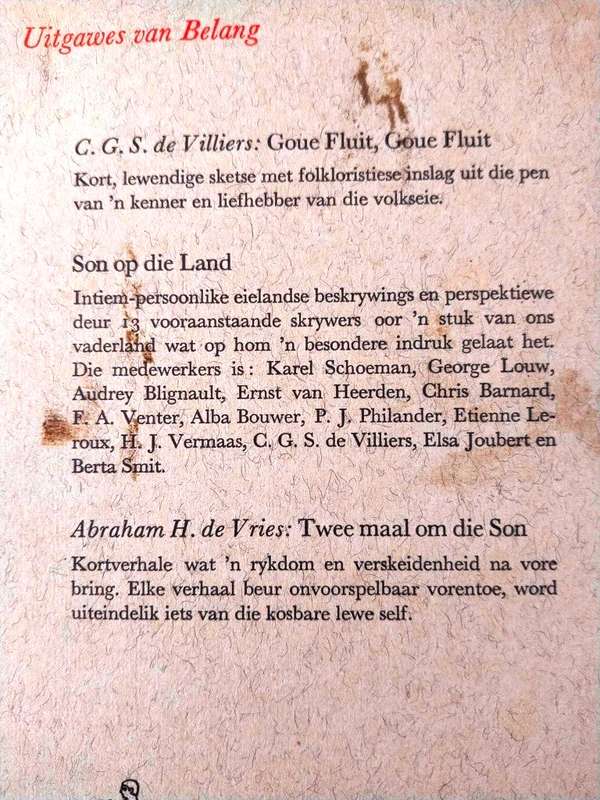 Uitgawes van Belang
C. G. S. de Villiers: Goue Fluit, Goue Fluit
Kort, lewendige sketse met folkloristiese inslag uit die pen
van 'n kenner en liefhebber van die volkseie.
Son op die Land
Intiem-persoonlike eielandse beskrywings en perspektiewe
deur 13 vooraanstaande skrywers oor 'n stuk van ons
vaderland wat op hom 'n besondere indruk gelaat het.
Die medewerkers is: Karel Schoeman, George Louw,
Audrey Blignault, Ernst van Heerden, Chris Barnard,
F. A. Venter, Alba Bouwer, P. J. Philander, Etienne Le-
roux, H. J. Vermaas, C. G. S. de Villiers, Elsa Joubert en
Berta Smit.
Abraham H. de Vries: Twee maal om die Son
Kortverhale wat 'n rykdom en verskeidenheid na vore
bring. Elke verhaal beur onvoorspelbaar vorentoe, word
uiteindelik iets van die kosbare lewe self.